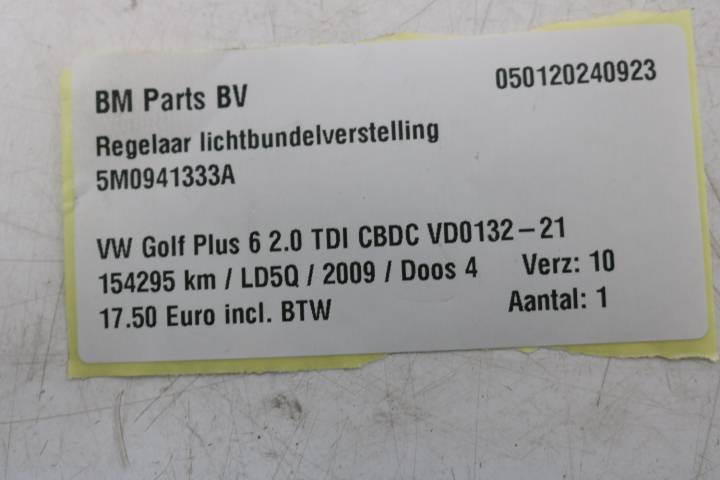 BM Parts BV 050120240923
Regelaar lichtbundelverstelling
5M0941333A
VW Golf Plus 6 2.0 TDI CBDC VD0132-21
154295 km / LD5Q / 2009 / Doos 4 Verz: 10
17.50 Euro incl. BTW Aantal: 1